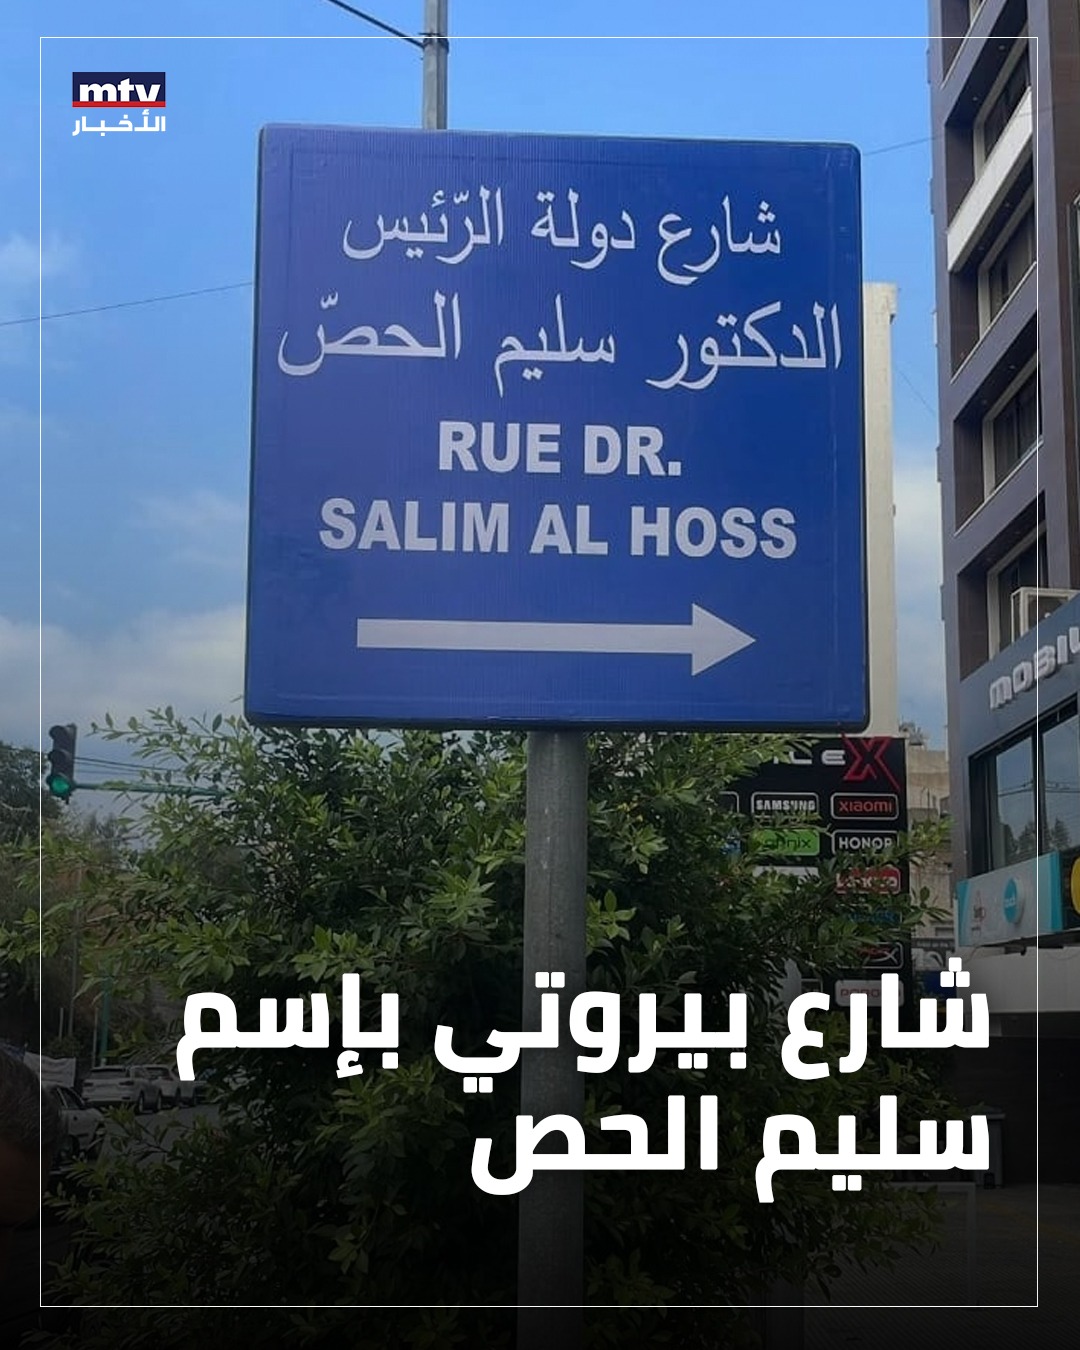 mtv
الأخبار
شارع دولة الرّئيس
الدكتور سليم الحصّ
RUE DR.
SALIM AL HOSS
MOBIL
SAMSUNG
xiaomi
HONOR
شارع بيروتي بإسم
سليم الحص